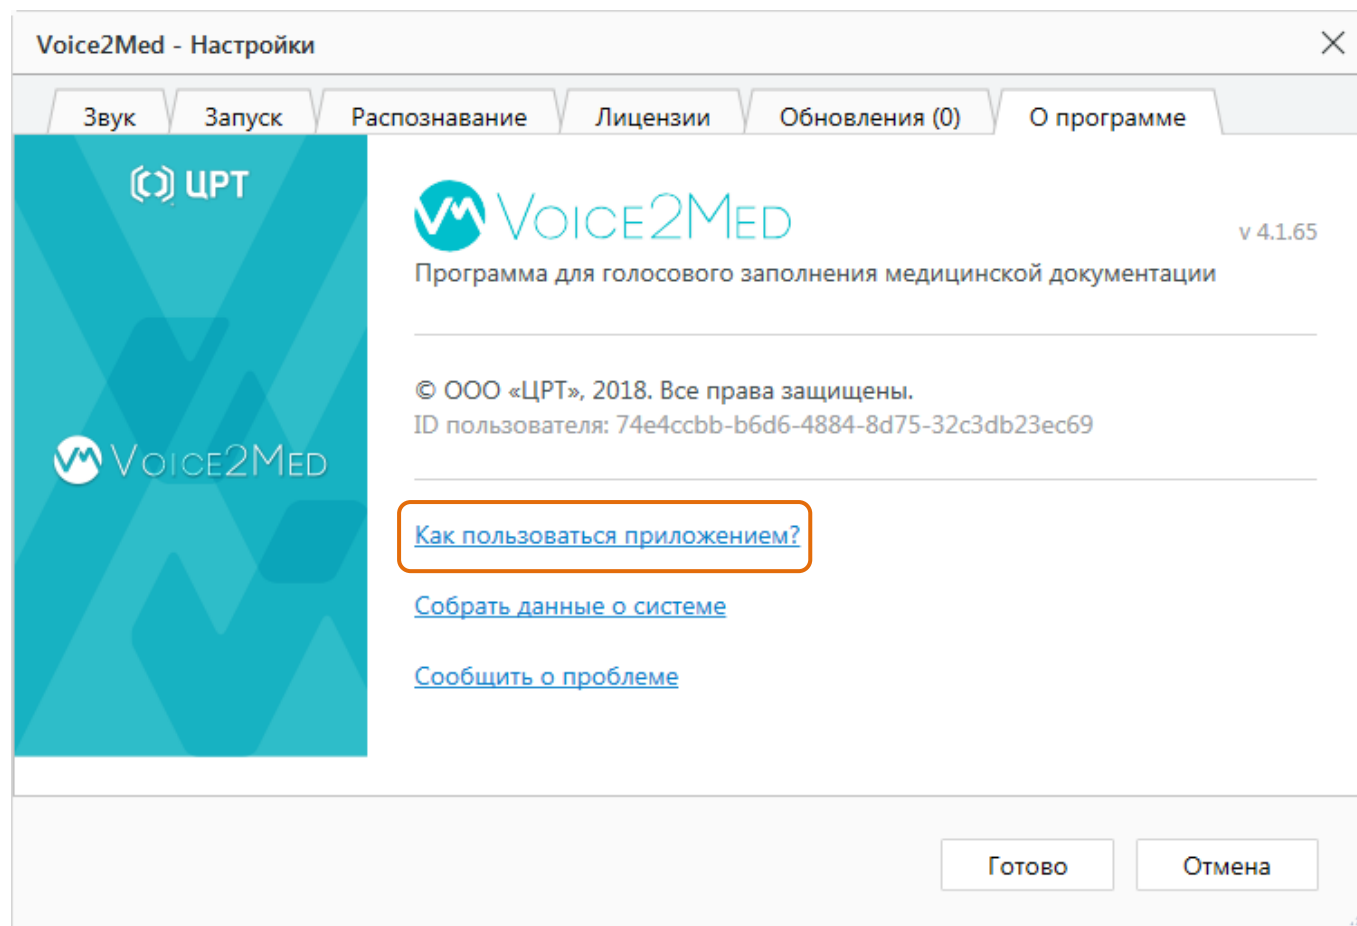 Voice2Med - Настройки
Звук Запуск Распознавание Лицензии Обновления (0) О программе
ЦРТ
VOICE2MED
VOICE2MED
v 4.1.65
Программа для голосового заполнения медицинской документации
© ООО «ЦРТ», 2018. Все права защищены.
ID пользователя: 74e4ccbb-b6d6-4884-8d75-32c3db23ec69
Как пользоваться приложением?
Собрать данные о системе
Сообщить о проблеме
Готово Отмена